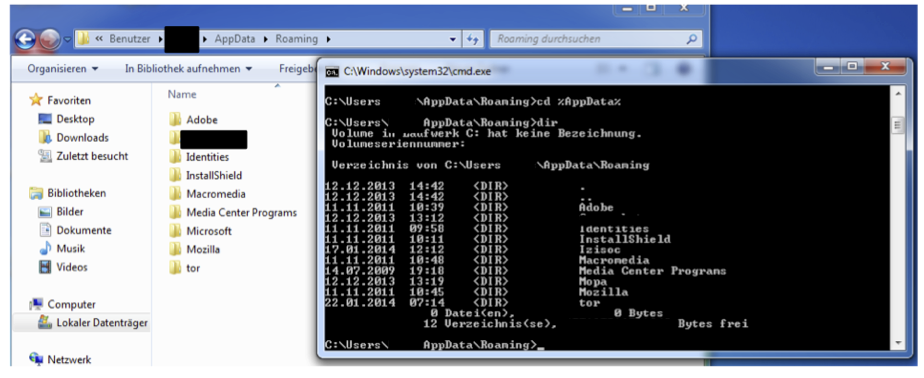 « Benutzer ▸ ▸ AppData ▸ Roaming ▸
Roaming durchsuchen
Organisieren ▾
In Bibliothek aufnehmen ▾
Freigeb
Favoriten
Desktop
Downloads
Zuletzt besucht
Bibliotheken
Bilder
Dokumente
Musik
Videos
Computer
Lokaler Datenträger
Netzwerk
Name
Adobe
Identities
InstallShield
Macromedia
Media Center Programs
Microsoft
Mozilla
tor
C:\Windows\system32\cmd.exe
C:\Users \AppData\Roaming>cd %AppData%
C:\Users AppData\Roaming>dir
Volume in Laufwerk C: hat keine Bezeichnung.
Volumeseriennummer:
Verzeichnis von C:\Users \AppData\Roaming
12.12.2013 14:42 <DIR> .
12.12.2013 14:42 <DIR> ..
11.11.2011 10:39 <DIR> Adobe
12.12.2013 13:12 <DIR>
11.11.2011 09:58 <DIR> Identities
11.11.2011 10:11 <DIR> InstallShield
17.01.2014 12:12 <DIR> Izisoc
11.11.2011 10:48 <DIR> Macromedia
14.07.2009 19:18 <DIR> Media Center Programs
12.12.2013 13:19 <DIR> Mopa
11.11.2011 10:45 <DIR> Mozilla
22.01.2014 07:14 <DIR> tor
0 Datei(en), 0 Bytes
12 Verzeichnis(se), Bytes frei
C:\Users\ AppData\Roaming>_